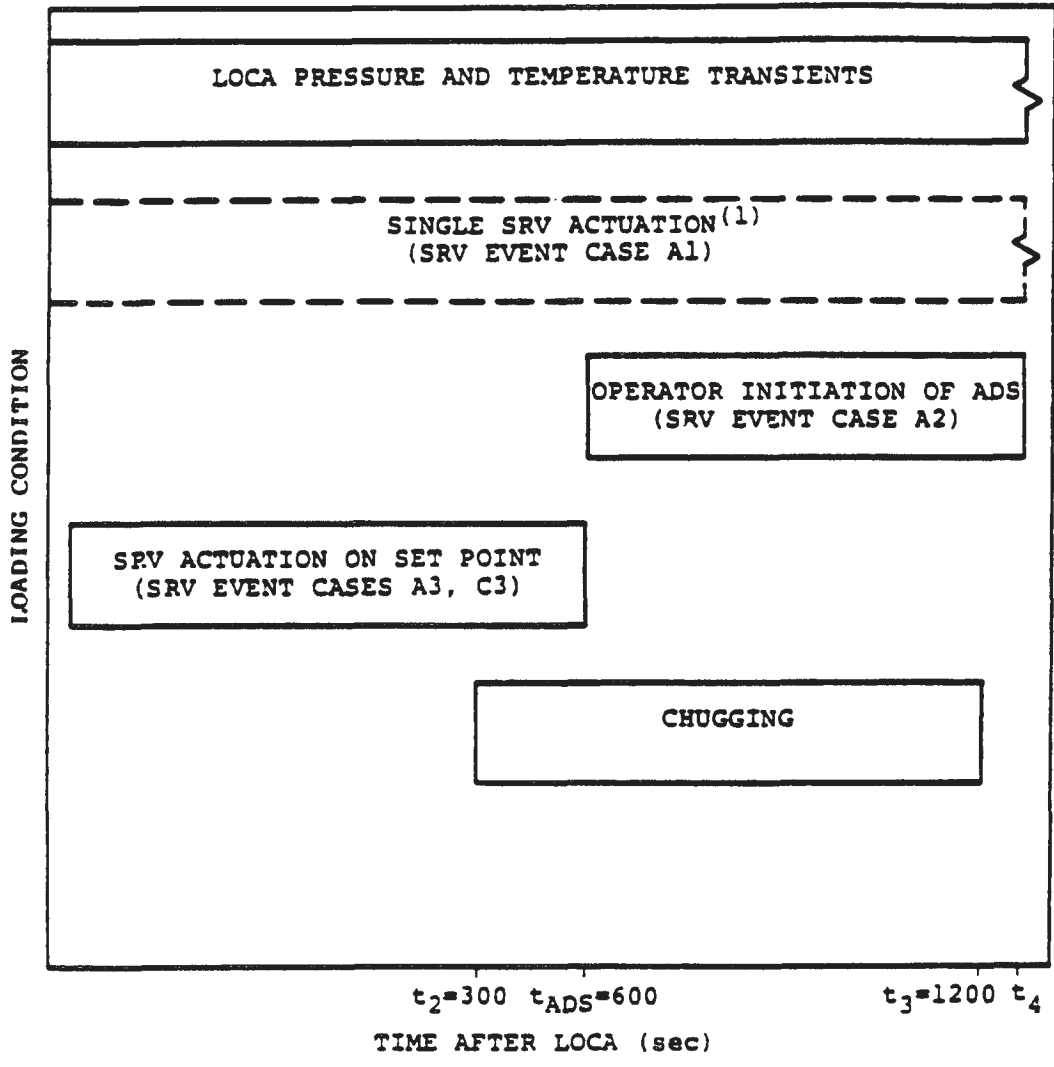 LOCA PRESSURE AND TEMPERATURE TRANSIENTS
SINGLE SRV ACTUATION(1)
(SRV EVENT CASE A1)
OPERATOR INITIATION OF ADS
(SRV EVENT CASE A2)
SRV ACTUATION ON SET POINT
(SRV EVENT CASES A3, C3)
CHUGGING
LOADING CONDITION
t2=300 tADS=600 t3=1200 t4
TIME AFTER LOCA (sec)